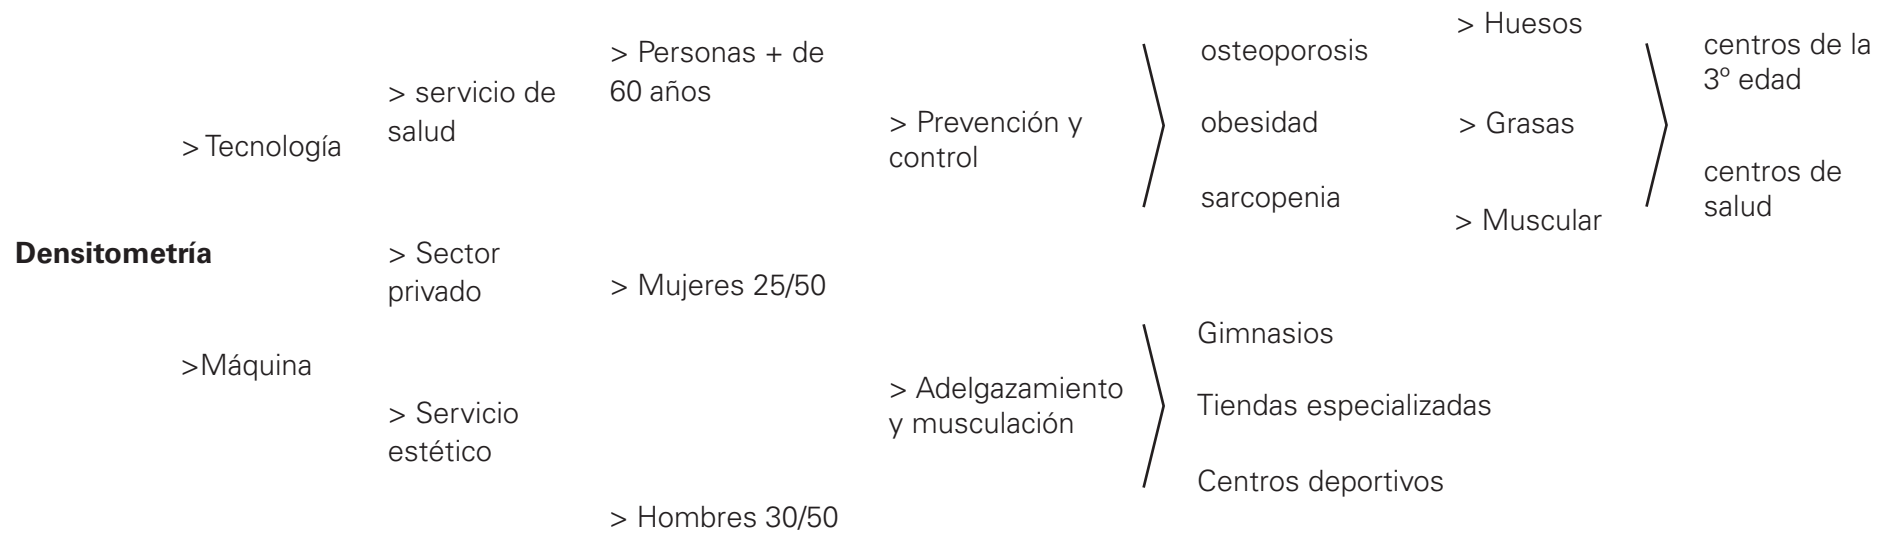 Densitometría
> Tecnología
>Máquina
> servicio de
salud
> Sector
privado
> Servicio
estético
> Personas + de
60 años
> Mujeres 25/50
> Hombres 30/50
> Prevención y
control
> Adelgazamiento
y musculación
osteoporosis
obesidad
sarcopenia
> Huesos
> Grasas
> Muscular
centros de la
3º edad
centros de
salud
Gimnasios
Tiendas especializadas
Centros deportivos